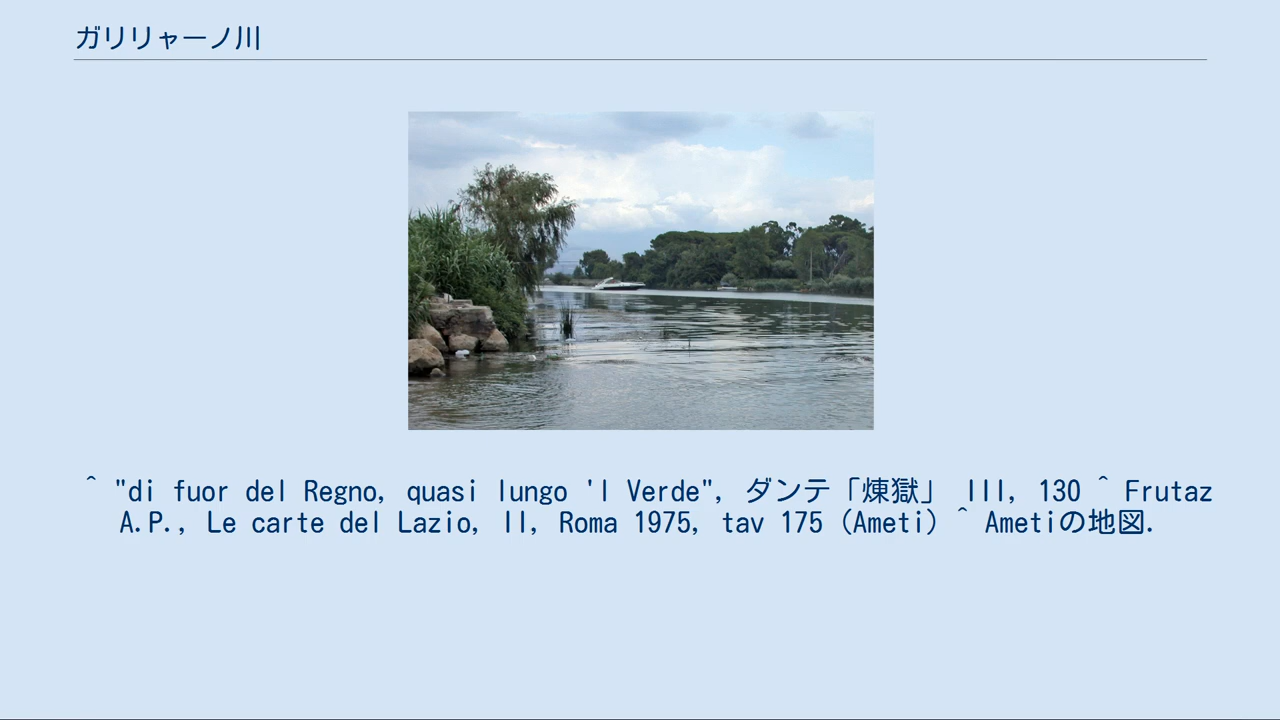 ガリリャーノ川
^ "di fuor del Regno, quasi lungo 'l Verde", ダンテ「煉獄」 III, 130 ^ Frutaz
A.P., Le carte del Lazio, II, Roma 1975, tav 175 (Ameti) ^ Ametiの地図.